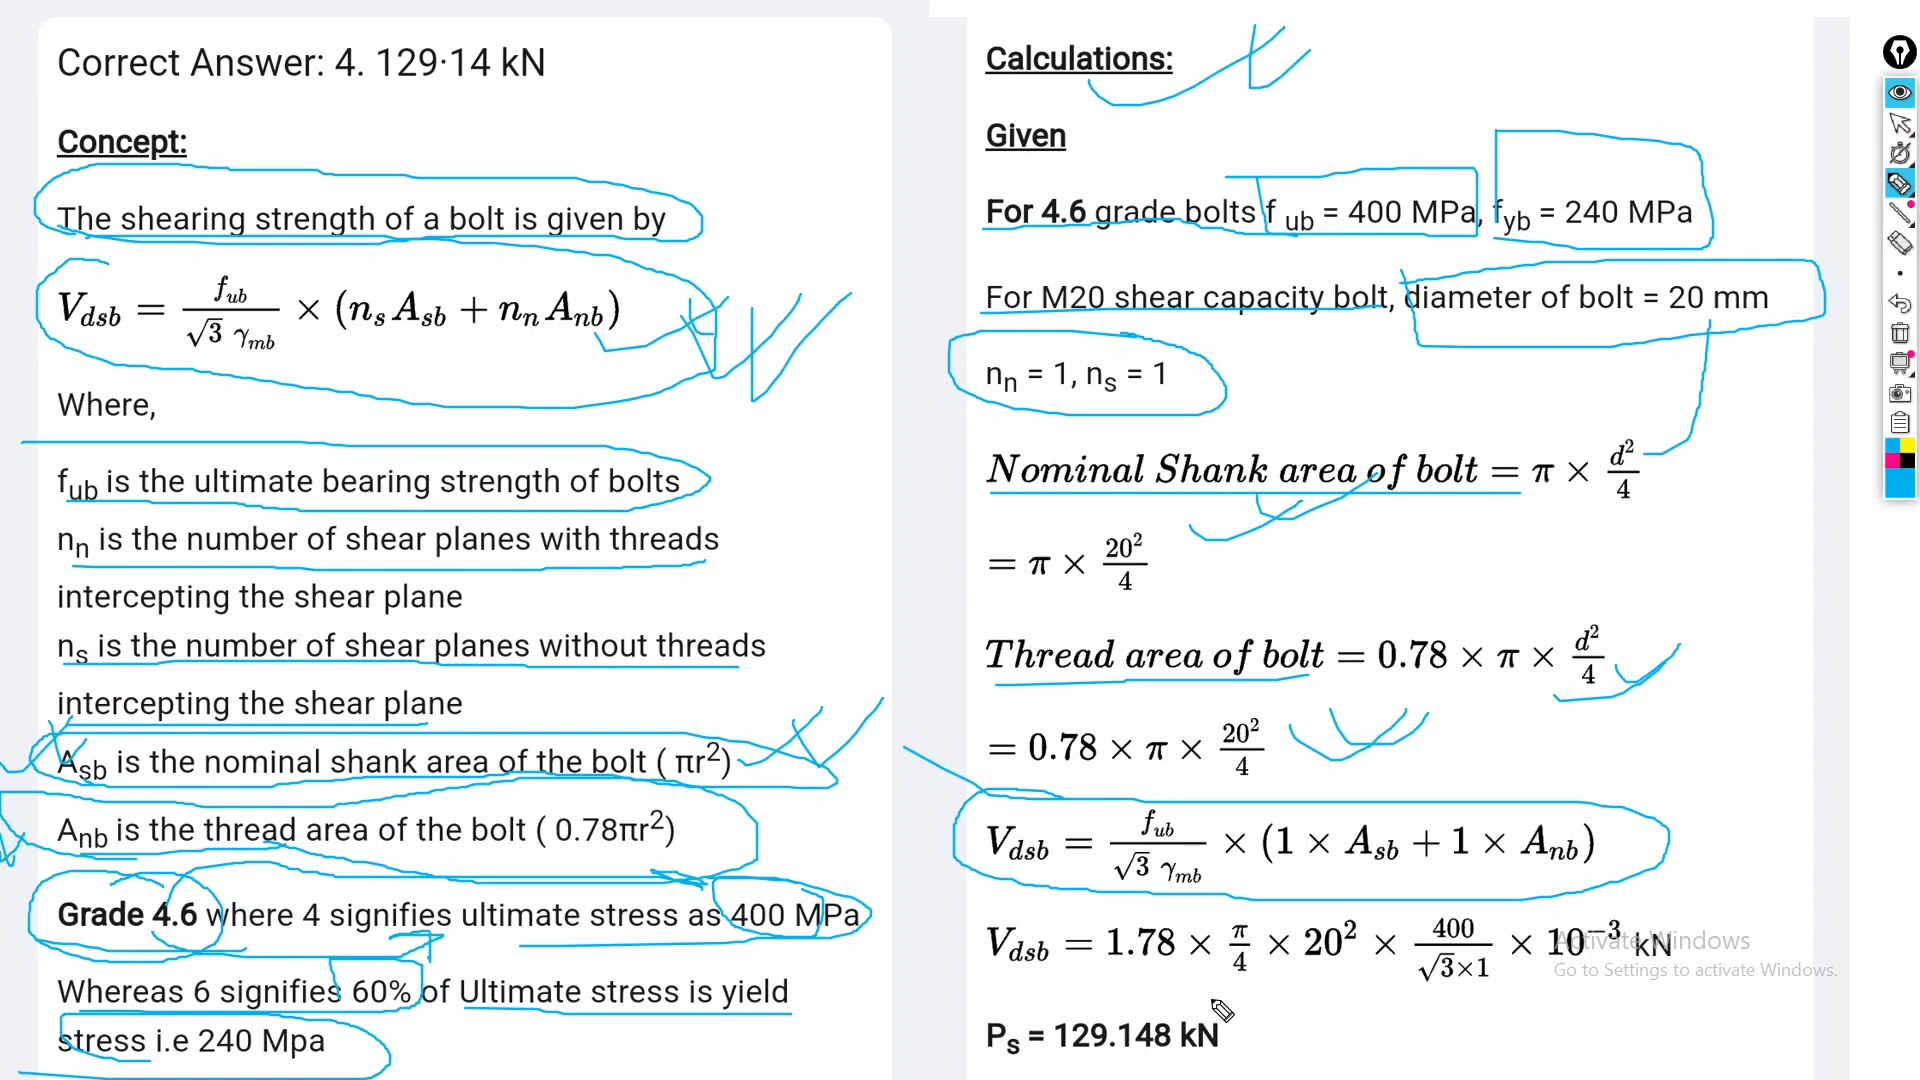 Correct Answer: 4. 129·14 kN
Concept:
The shearing strength of a bolt is given by
V_dsb = f_ub / (√3 γ_mb) × (n_s A_sb + n_n A_nb)
Where,
f_ub is the ultimate bearing strength of bolts
n_n is the number of shear planes with threads
intercepting the shear plane
n_s is the number of shear planes without threads
intercepting the shear plane
A_sb is the nominal shank area of the bolt ( πr²)
A_nb is the thread area of the bolt ( 0.78πr²)
Grade 4.6 where 4 signifies ultimate stress as 400 MPa
Whereas 6 signifies 60% of Ultimate stress is yield
stress i.e 240 Mpa
Calculations:
Given
For 4.6 grade bolts f_ub = 400 MPa, f_yb = 240 MPa
For M20 shear capacity bolt, diameter of bolt = 20 mm
n_n = 1, n_s = 1
Nominal Shank area of bolt = π × d²/4
= π × 20²/4
Thread area of bolt = 0.78 × π × d²/4
= 0.78 × π × 20²/4
V_dsb = f_ub / (√3 γ_mb) × (1 × A_sb + 1 × A_nb)
V_dsb = 1.78 × π/4 × 20² × 400/(√3×1) × 10⁻³ kN
P_s = 129.148 kN
Activate Windows
Go to Settings to activate Windows.